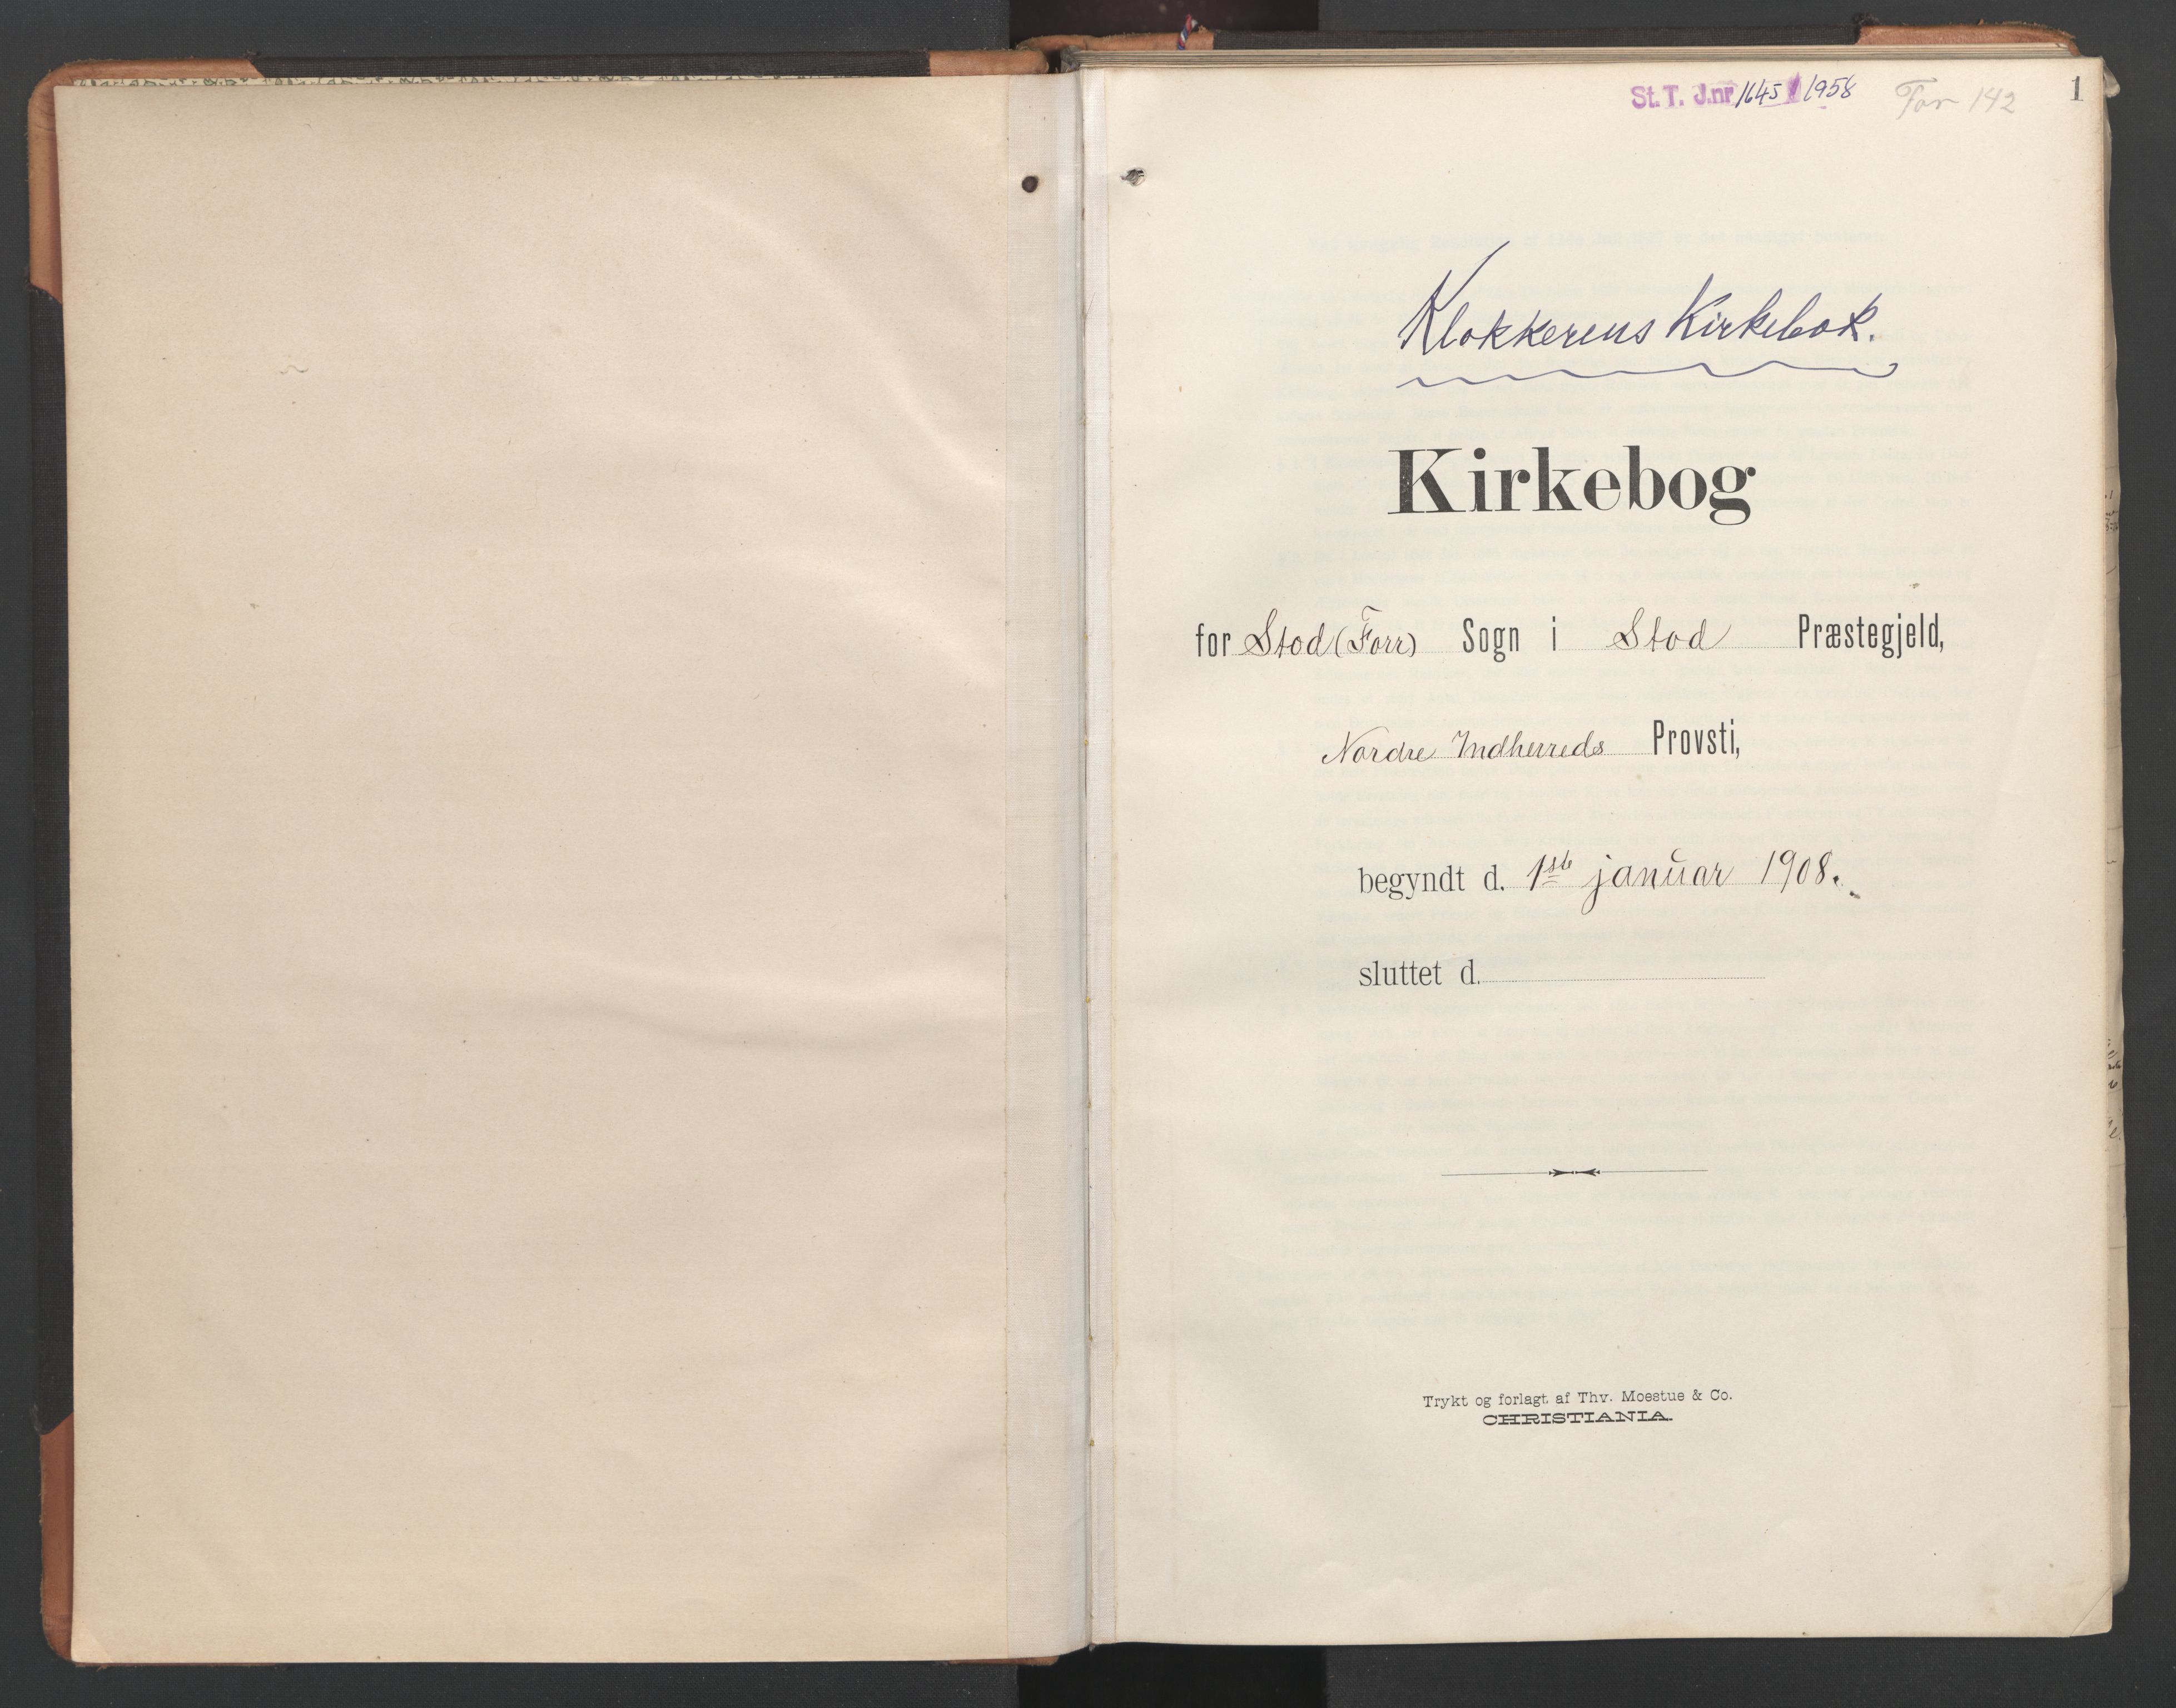 St. T. J.nr 1645 / 1958 For 142 1
Klokkerens Kirkebok.
Kirkebog
for Stod (Forr) Sogn i Stod Præstegjeld,
Nordre Indherreds Provsti,
begyndt d. 1ste januar 1908.
sluttet d.
Trykt og forlagt af Thv. Moestue & Co.
CHRISTIANIA.